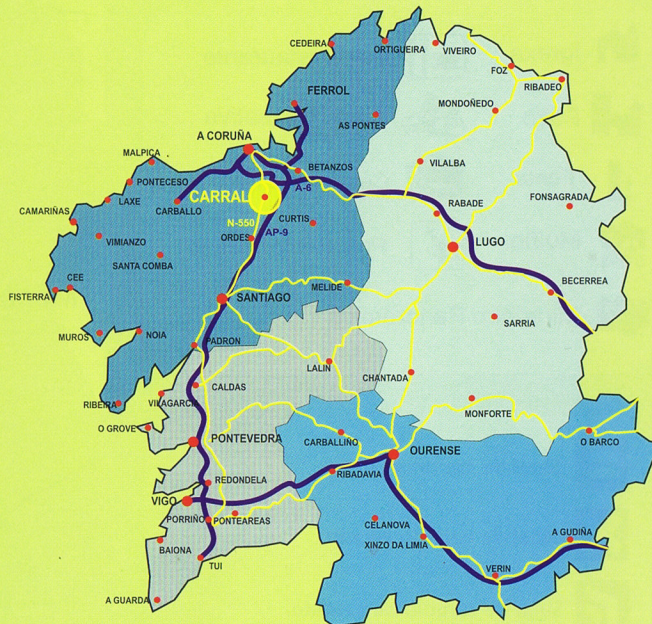 CEDEIRA
ORTIGUEIRA
VIVEIRO
FOZ
RIBADEO
FERROL
MONDOÑEDO
AS PONTES
A CORUÑA
MALPICA
BETANZOS
VILALBA
PONTECESO
A-6
CARRAL
LAXE
CARBALLO
RABADE
FONSAGRADA
CAMARIÑAS
N-550
CURTIS
AP-9
VIMIANZO
ORDES
LUGO
SANTA COMBA
CEE
BECERREA
MELIDE
FISTERRA
SANTIAGO
SARRIA
MUROS
NOIA
PADRON
LALIN
CHANTADA
CALDAS
RIBEIRA
VILAGARCIA
MONFORTE
O GROVE
PONTEVEDRA
CARBALLINO
O BARCO
OURENSE
RIBADAVIA
REDONDELA
VIGO
PORRIÑO
PONTEAREAS
CELANOVA
A GUDIÑA
XINZO DA LIMIA
BAIONA
TUI
VERIN
A GUARDA